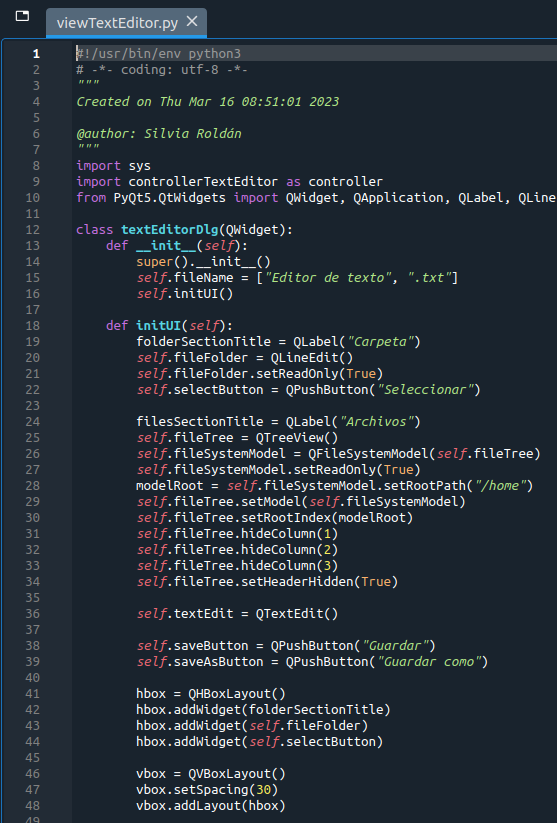 viewTextEditor.py
1 #!/usr/bin/env python3
2 # -*- coding: utf-8 -*-
3 """
4 Created on Thu Mar 16 08:51:01 2023
5
6 @author: Silvia Roldán
7 """
8 import sys
9 import controllerTextEditor as controller
10 from PyQt5.QtWidgets import QWidget, QApplication, QLabel, QLine
11
12 class textEditorDlg(QWidget):
13 def __init__(self):
14 super().__init__()
15 self.fileName = ["Editor de texto", ".txt"]
16 self.initUI()
17
18 def initUI(self):
19 folderSectionTitle = QLabel("Carpeta")
20 self.fileFolder = QLineEdit()
21 self.fileFolder.setReadOnly(True)
22 self.selectButton = QPushButton("Seleccionar")
23
24 filesSectionTitle = QLabel("Archivos")
25 self.fileTree = QTreeView()
26 self.fileSystemModel = QFileSystemModel(self.fileTree)
27 self.fileSystemModel.setReadOnly(True)
28 modelRoot = self.fileSystemModel.setRootPath("/home")
29 self.fileTree.setModel(self.fileSystemModel)
30 self.fileTree.setRootIndex(modelRoot)
31 self.fileTree.hideColumn(1)
32 self.fileTree.hideColumn(2)
33 self.fileTree.hideColumn(3)
34 self.fileTree.setHeaderHidden(True)
35
36 self.textEdit = QTextEdit()
37
38 self.saveButton = QPushButton("Guardar")
39 self.saveAsButton = QPushButton("Guardar como")
40
41 hbox = QHBoxLayout()
42 hbox.addWidget(folderSectionTitle)
43 hbox.addWidget(self.fileFolder)
44 hbox.addWidget(self.selectButton)
45
46 vbox = QVBoxLayout()
47 vbox.setSpacing(30)
48 vbox.addLayout(hbox)
49